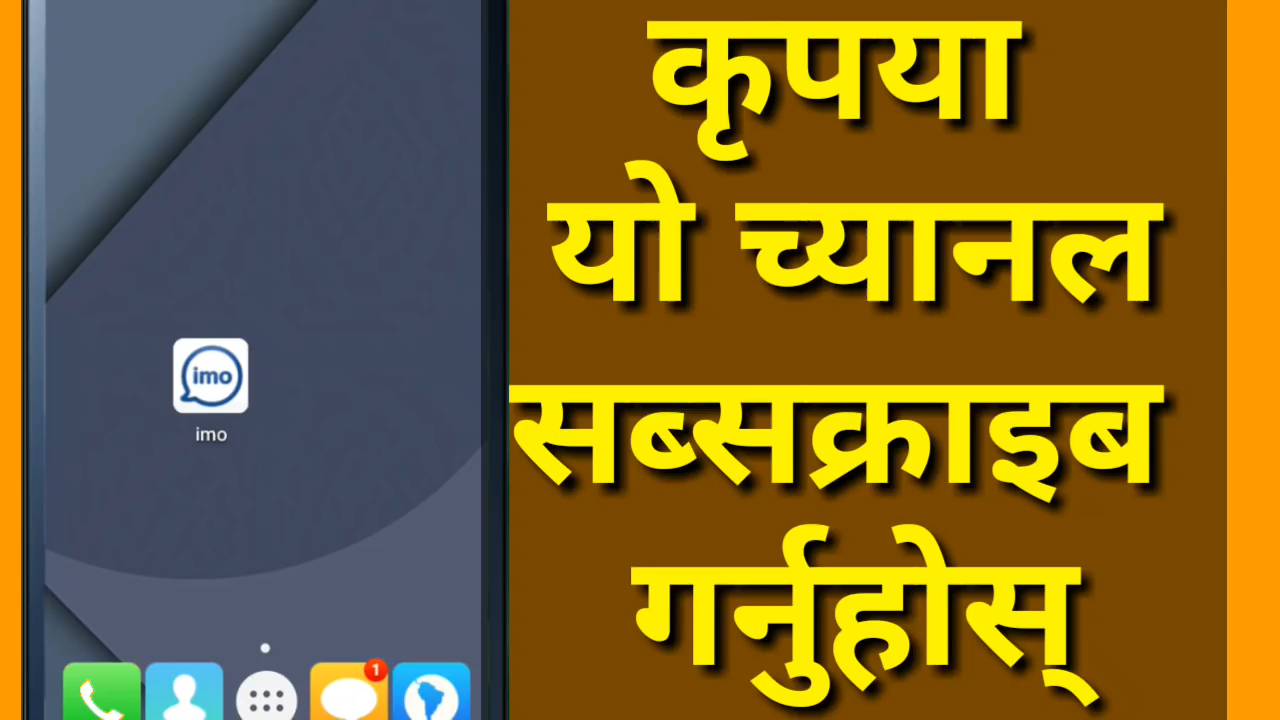 imo
imo
1
कृपया
यो च्यानल
सब्सक्राइब
गर्नुहोस्